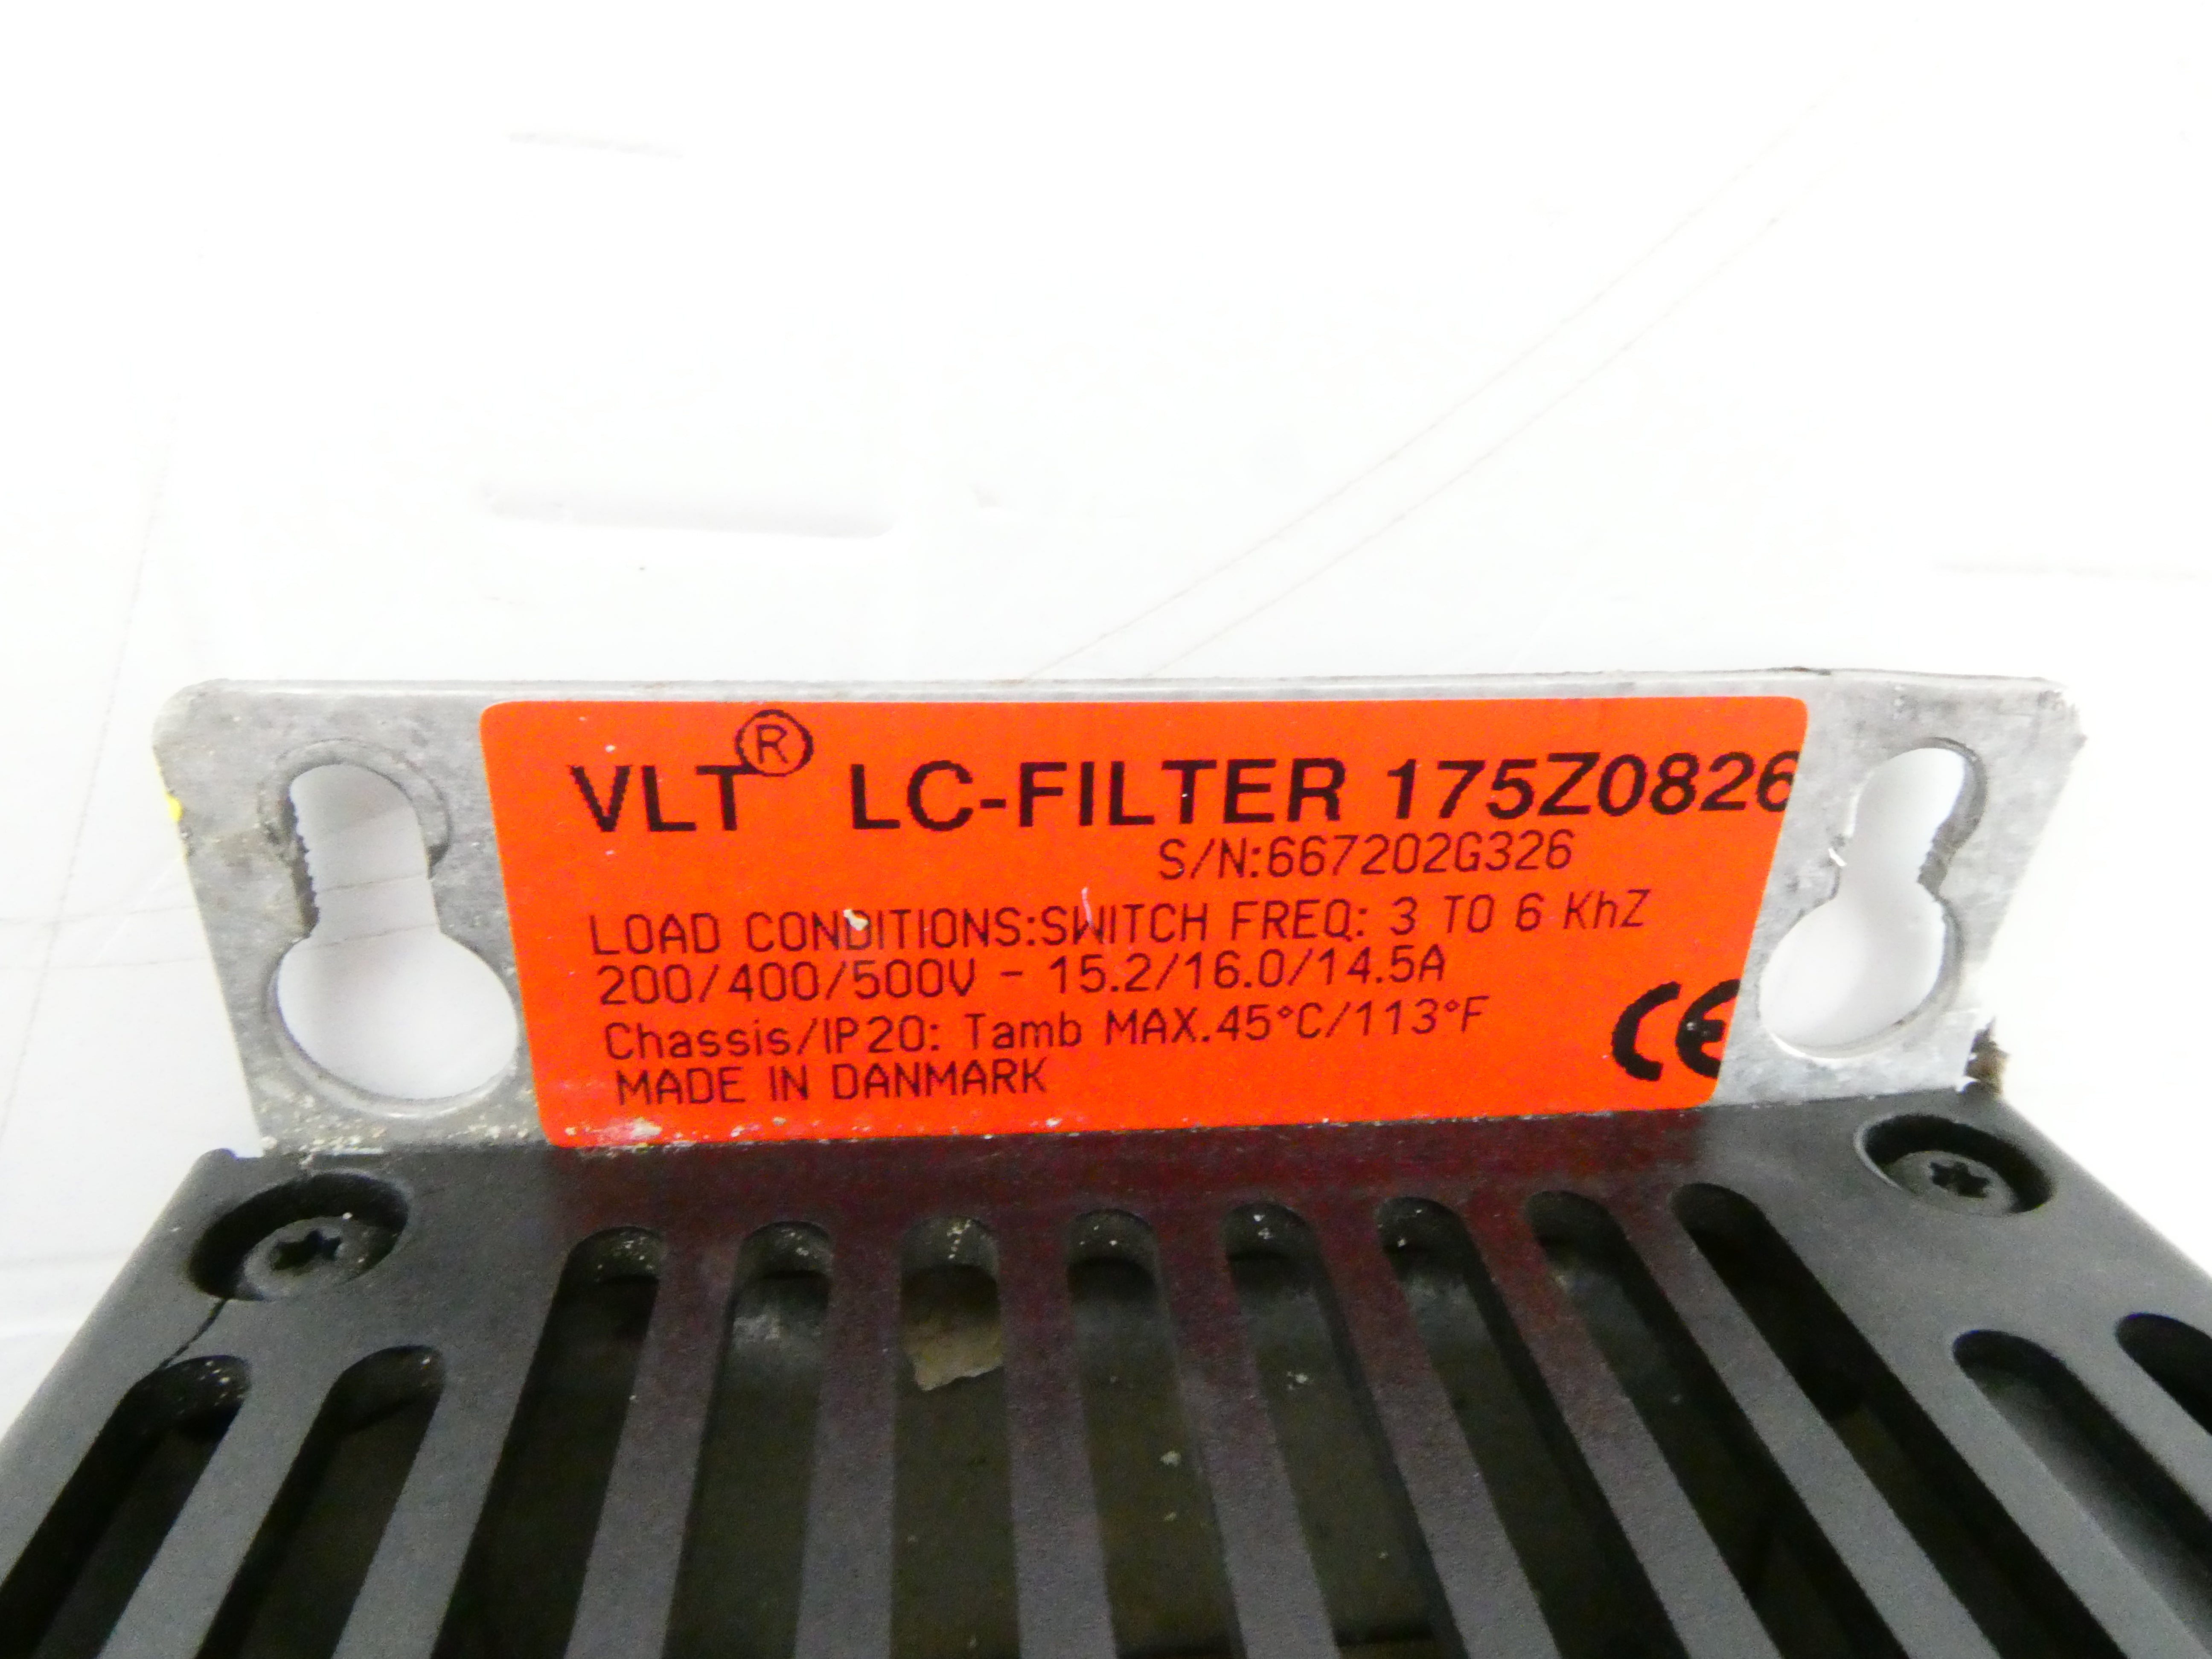 VLT® LC-FILTER 175Z0826
S/N:667202G326
LOAD CONDITIONS:SWITCH FREQ: 3 TO 6 KhZ
200/400/500V - 15.2/16.0/14.5A
Chassis/IP20: Tamb MAX.45°C/113°F
MADE IN DANMARK
CE